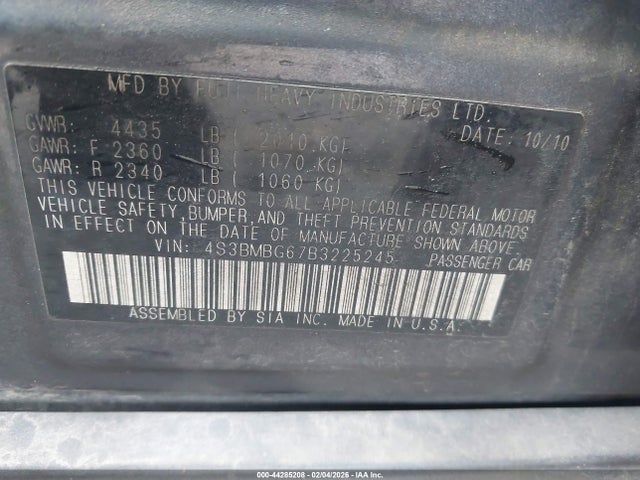 MFD BY FUJI HEAVY INDUSTRIES LTD.
DATE: 10/10
GVWR: 4435 LB ( 2010 KG)
GAWR: F 2360 LB ( 1070 KG)
GAWR: R 2340 LB ( 1060 KG)
THIS VEHICLE CONFORMS TO ALL APPLICABLE FEDERAL MOTOR
VEHICLE SAFETY, BUMPER, AND THEFT PREVENTION STANDARDS
IN EFFECT ON THE DATE OF MANUFACTURE SHOWN ABOVE.
VIN: 4S3BMBG67B3225245 PASSENGER CAR
ASSEMBLED BY SIA INC. MADE IN U.S.A.
000-44285208 - 02/04/2026 - IAA Inc.